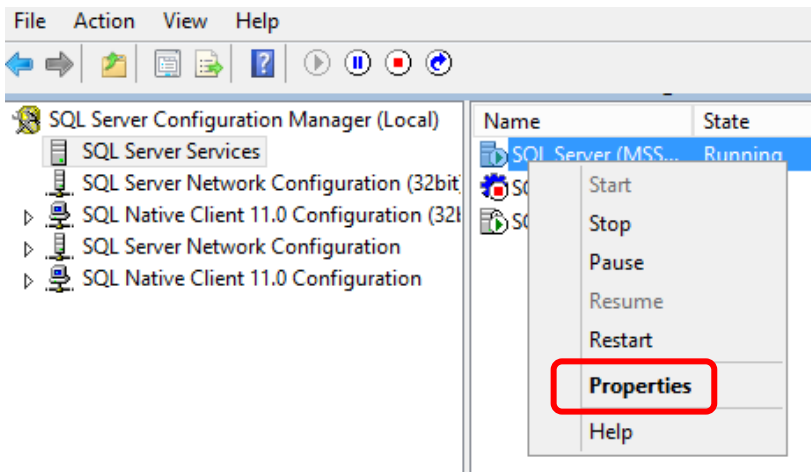 File Action View Help
SQL Server Configuration Manager (Local)
SQL Server Services
SQL Server Network Configuration (32bit
SQL Native Client 11.0 Configuration (32
SQL Server Network Configuration
SQL Native Client 11.0 Configuration
Name State
SQL Server (MSS... Running
Start
Stop
Pause
Resume
Restart
Properties
Help